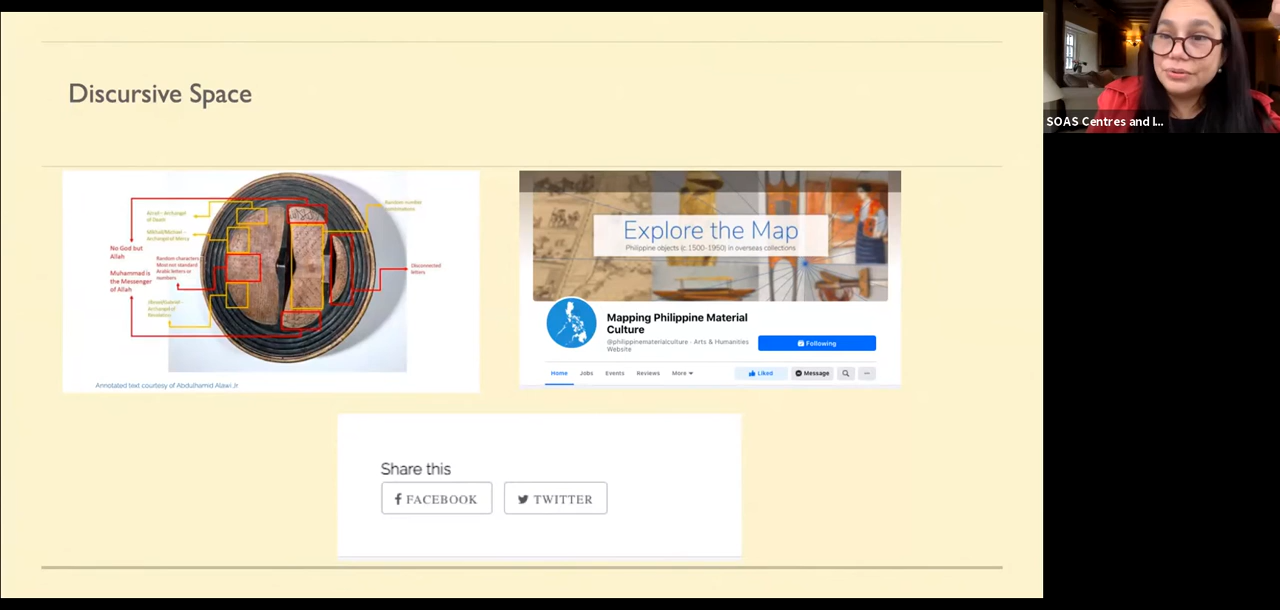 Discursive Space
No God but
Allah
Muhammad is
the Messenger
of Allah
Azrail - Archangel
of Death
Mikhail/Michael -
Archangel of Mercy
Random characters
Most not standard
Arabic letters or
numbers
Archangel of
Revelation
Random number
Disconnected
letters
Annotated text courtesy of Abdulhamid Alawi Jr
Explore the Map
Philippine objects (c.1500-1950) in overseas collections
Mapping Philippine Material
Culture
@philippinematerialculture · Arts & Humanities
Website
Following
Home Jobs Events Reviews More
Liked Message
Share this
FACEBOOK TWITTER
SOAS Centres and I...